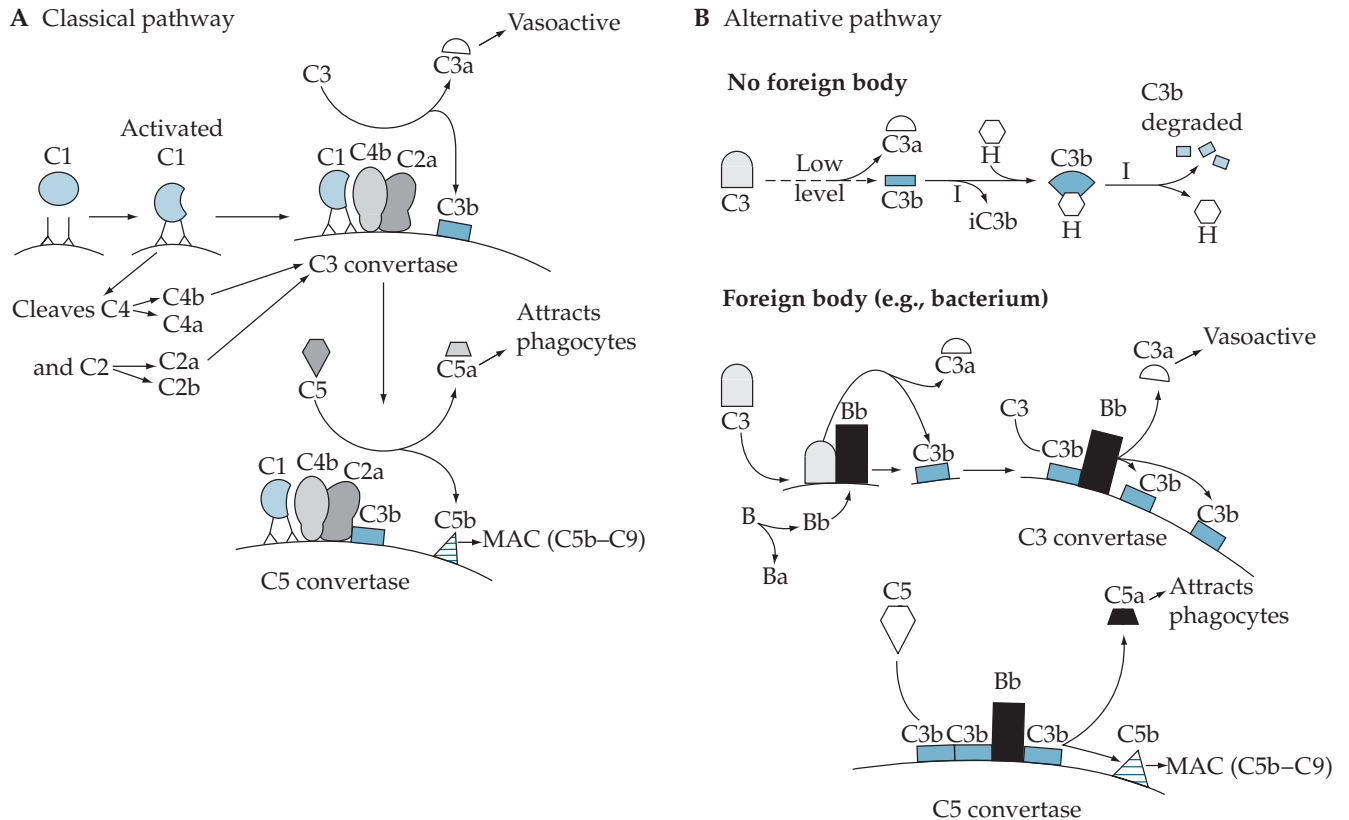 A Classical pathway
Vasoactive
C3a
C3
Activated
C1
C1
C1
C4b
C2a
C3b
C3 convertase
Cleaves C4
C4b
C4a
and C2
C2a
C2b
Attracts
phagocytes
C5
C5a
C1
C4b
C2a
C3b
C5b
MAC (C5b–C9)
C5 convertase
B Alternative pathway
No foreign body
C3
Low
level
C3a
C3b
H
I
iC3b
C3b
H
I
C3b
degraded
H
Foreign body (e.g., bacterium)
C3
Bb
C3a
C3b
B
Bb
Ba
C3
C3b
Bb
C3a
Vasoactive
C3b
C3b
C3 convertase
C5
C5a
Attracts
phagocytes
Bb
C3b
C3b
C3b
C5b
MAC (C5b–C9)
C5 convertase